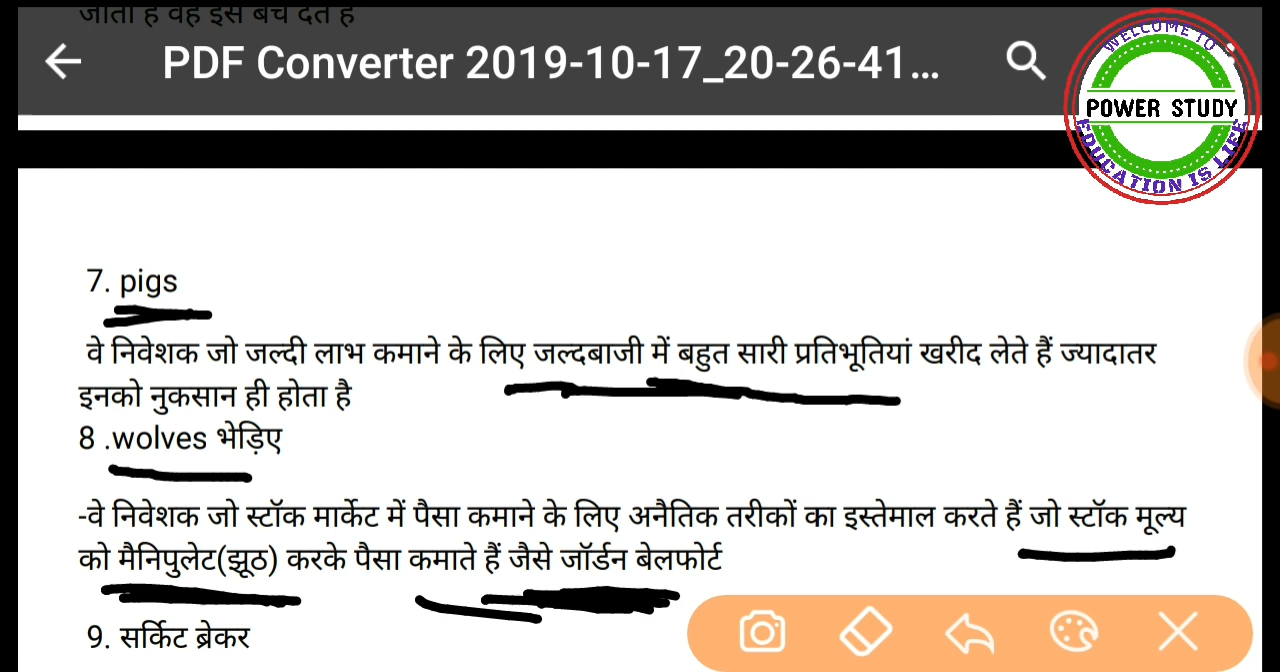 जाता है वह इसे बेच देते हैं
PDF Converter 2019-10-17_20-26-41...
WELCOME TO
POWER STUDY
EDUCATION IS LIFE
7. pigs
वे निवेशक जो जल्दी लाभ कमाने के लिए जल्दबाजी में बहुत सारी प्रतिभूतियां खरीद लेते हैं ज्यादातर
इनको नुकसान ही होता है
8 .wolves भेड़िए
-वे निवेशक जो स्टॉक मार्केट में पैसा कमाने के लिए अनैतिक तरीकों का इस्तेमाल करते हैं जो स्टॉक मूल्य
को मैनिपुलेट(झूठ) करके पैसा कमाते हैं जैसे जॉर्डन बेलफोर्ट
9. सर्किट ब्रेकर